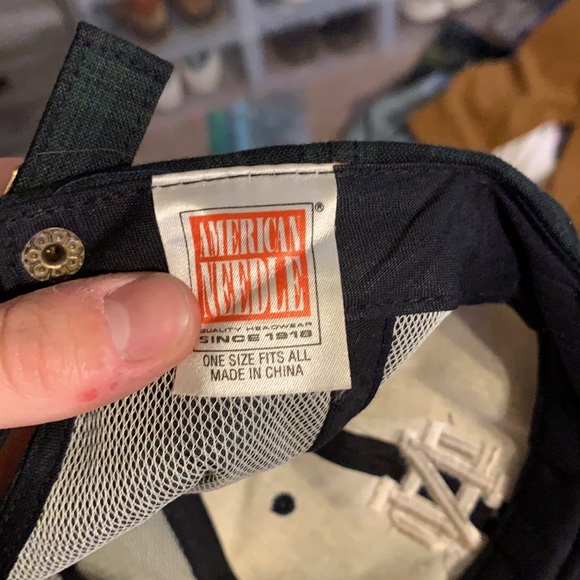 AMERICAN
NEEDLE®
QUALITY HEADWEAR
SINCE 1918
ONE SIZE FITS ALL
MADE IN CHINA